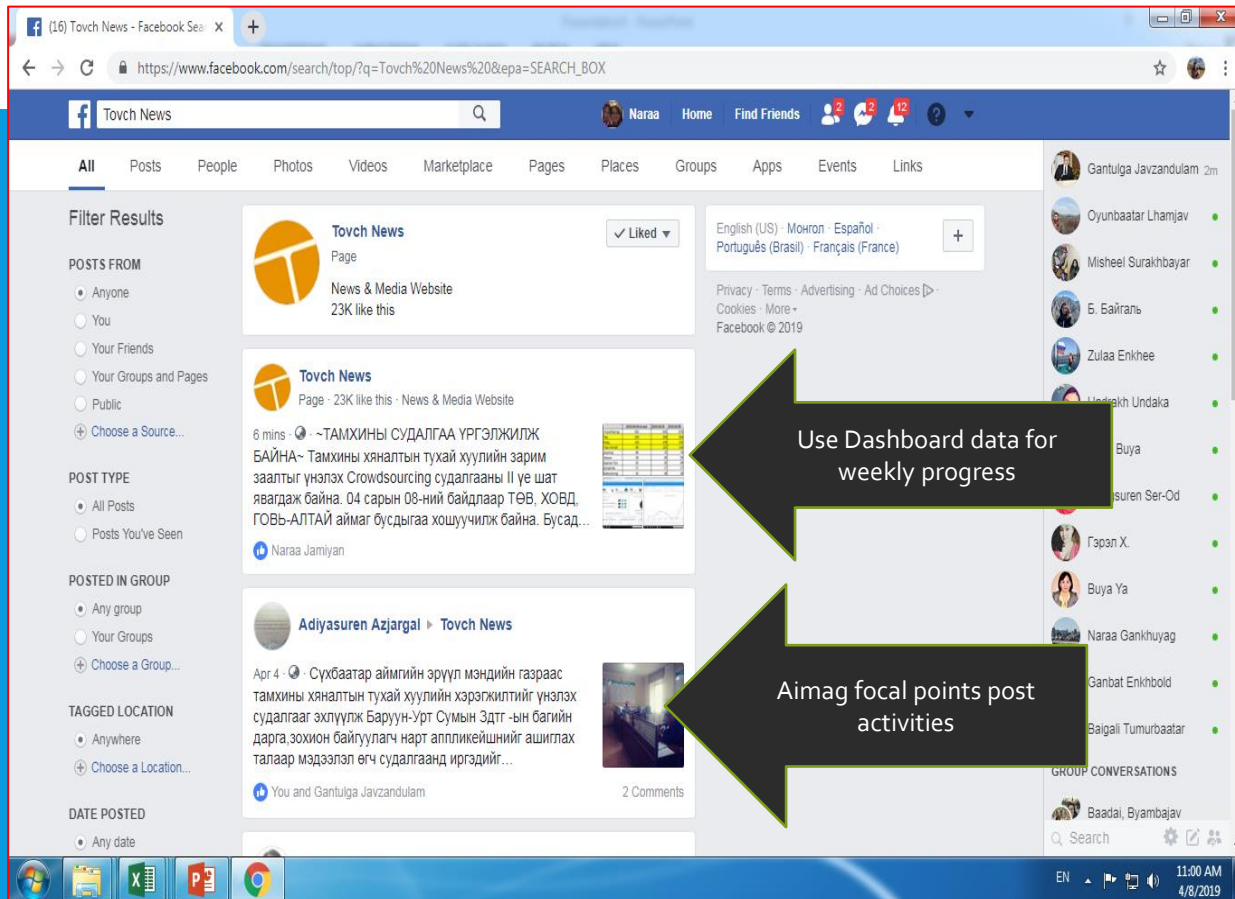 (16) Tovch News - Facebook Sea
https://www.facebook.com/search/top/?q=Tovch%20News%20&epa=SEARCH_BOX
Tovch News
Naraa
Home
Find Friends
2
2
12
All
Posts
People
Photos
Videos
Marketplace
Pages
Places
Groups
Apps
Events
Links
Filter Results
POSTS FROM
Anyone
You
Your Friends
Your Groups and Pages
Public
Choose a Source...
POST TYPE
All Posts
Posts You've Seen
POSTED IN GROUP
Any group
Your Groups
Choose a Group...
TAGGED LOCATION
Anywhere
Choose a Location...
DATE POSTED
Any date
Tovch News
Page
News & Media Website
23K like this
Liked
Tovch News
Page · 23K like this · News & Media Website
6 mins · ~ТАМХИНЫ СУДАЛГАА ҮРГЭЛЖИЛЖ
БАЙНА~ Тамхины хяналтын тухай хуулийн зарим
заалтыг үнэлэх Crowdsourcing судалгааны II үе шат
явагдаж байна. 04 сарын 08-ний байдлаар ТӨВ, ХОВД,
ГОВЬ-АЛТАЙ аймаг бусдыгаа хошуучилж байна. Бусад...
Naraa Jamiyan
Adiyasuren Azjargal ▸ Tovch News
Apr 4 · Сүхбаатар аймгийн эрүүл мэндийн газраас
тамхины хяналтын тухай хуулийн хэрэгжилтийг үнэлэх
судалгааг эхлүүлж Баруун-Урт Сумын Здтг -ын багийн
дарга,зохион байгуулагч нарт аппликейшнийг ашиглах
талаар мэдээлэл өгч судалгаанд иргэдийг...
You and Gantulga Javzandulam
2 Comments
English (US) · Монгол · Español ·
Português (Brasil) · Français (France)
Privacy · Terms · Advertising · Ad Choices ·
Cookies · More
Facebook © 2019
Use Dashboard data for
weekly progress
Aimag focal points post
activities
Gantulga Javzandulam 2m
Oyunbaatar Lhamjav
Misheel Surakhbayar
Б. Байгаль
Zulaa Enkhee
Undaka
Buya
Ser-Od
Гэрэл Х.
Buya Ya
Naraa Gankhuyag
Ganbat Enkhbold
Baigali Tumurbaatar
GROUP CONVERSATIONS
Baadai, Byambajav
Search
EN
11:00 AM
4/8/2019